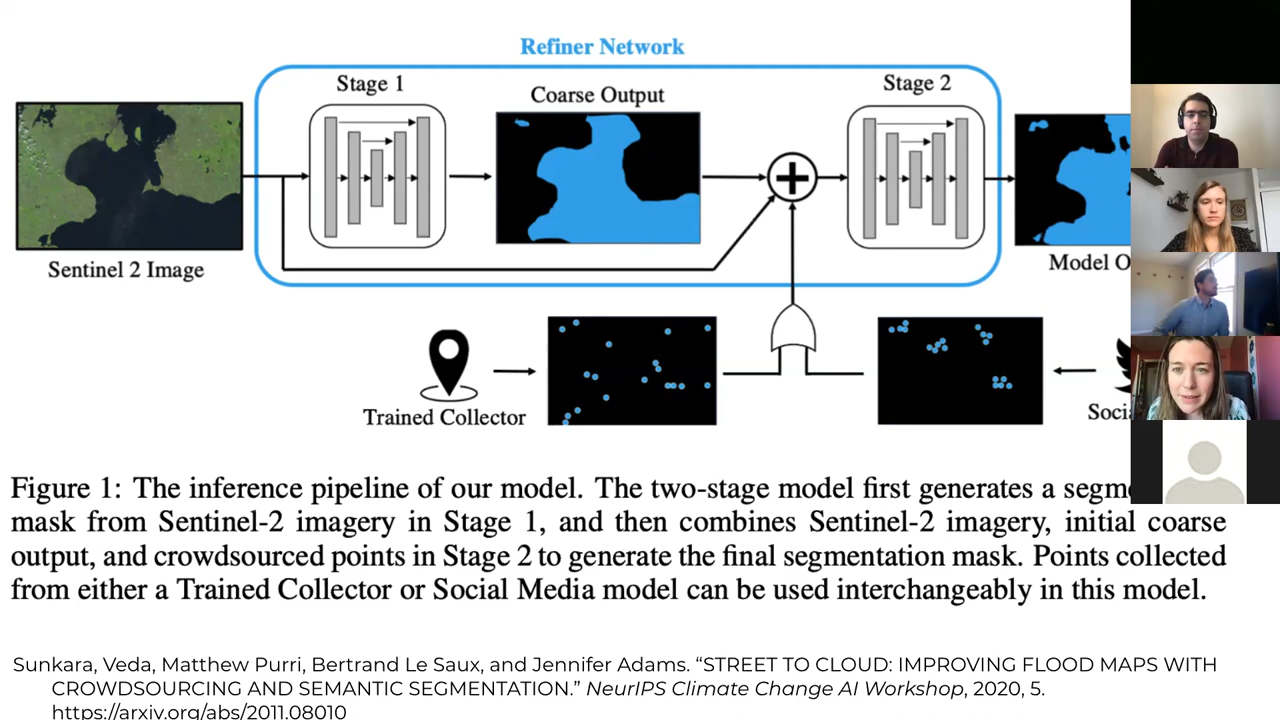 Refiner Network
Stage 1
Stage 2
Coarse Output
Sentinel 2 Image
Model O
Trained Collector
Socia
Figure 1: The inference pipeline of our model. The two-stage model first generates a segm
mask from Sentinel-2 imagery in Stage 1, and then combines Sentinel-2 imagery, initial coarse
output, and crowdsourced points in Stage 2 to generate the final segmentation mask. Points collected
from either a Trained Collector or Social Media model can be used interchangeably in this model.
Sunkara, Veda, Matthew Purri, Bertrand Le Saux, and Jennifer Adams. “STREET TO CLOUD: IMPROVING FLOOD MAPS WITH
CROWDSOURCING AND SEMANTIC SEGMENTATION.” NeurIPS Climate Change AI Workshop, 2020, 5.
https://arxiv.org/abs/2011.08010